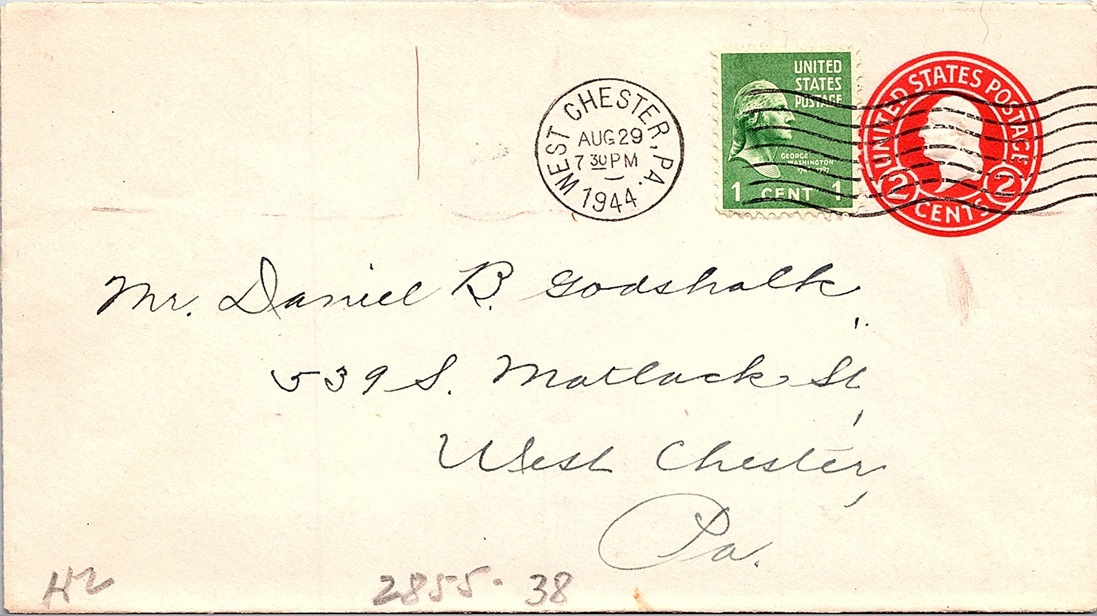 WEST CHESTER, PA.
AUG 29
7 30 PM
1944
UNITED
STATES
POSTAGE
GEORGE
WASHINGTON
1 CENT 1
UNITED STATES POSTAGE
2 CENTS 2
Mr. Daniel B. Godshalk,
539 S. Matlack St,
West Chester,
Pa.
2855-38